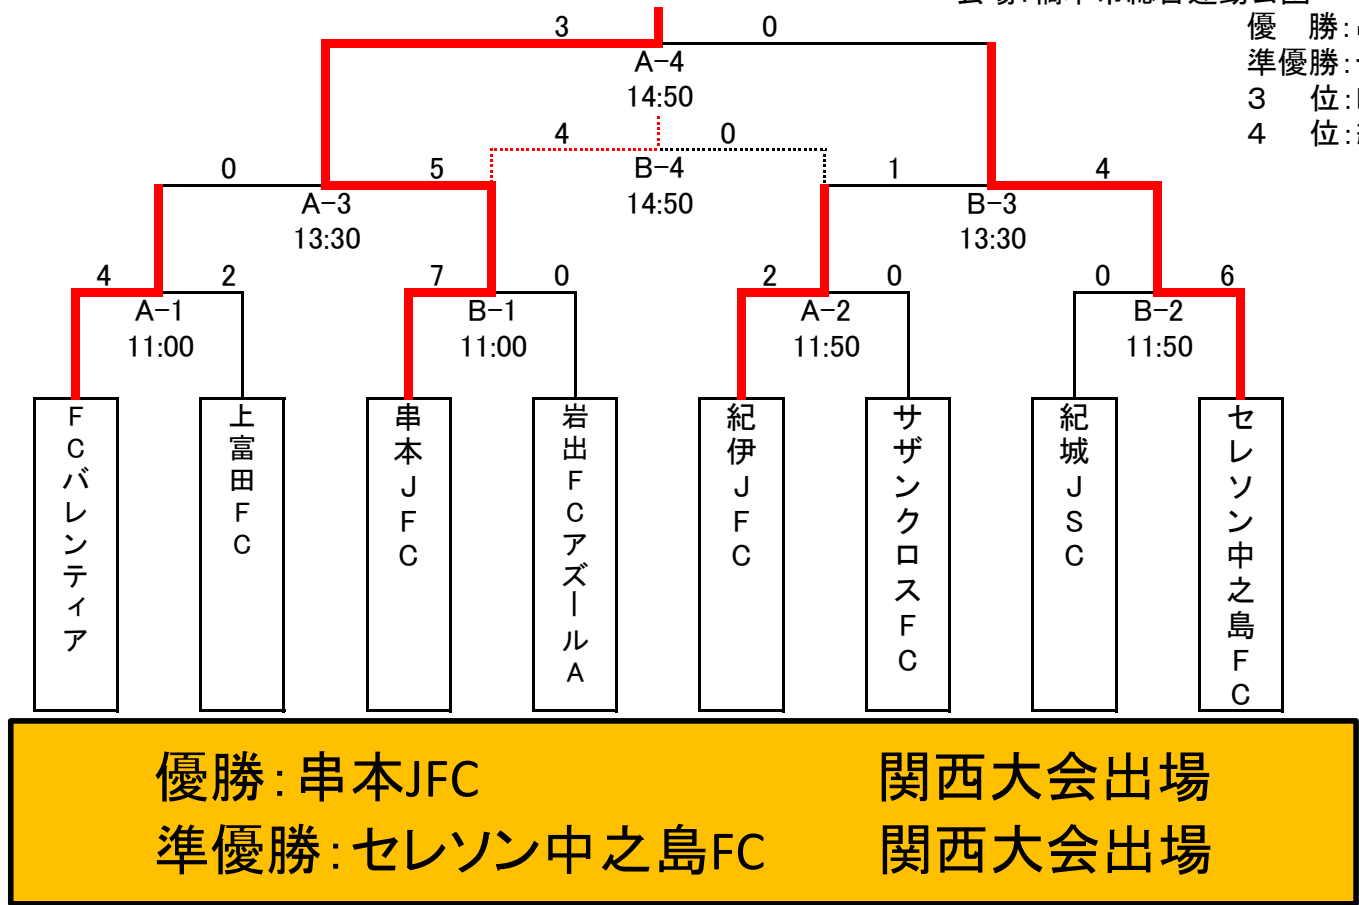 3 0
優 勝:
A-4
準優勝:
14:50
3 位:
4 0
4 位:
B-4
14:50
0 5 1 4
A-3 B-3
13:30 13:30
4 2 7 0 2 0 0 6
A-1 B-1 A-2 B-2
11:00 11:00 11:50 11:50
FCバレンティア
上富田FC
串本JFC
岩出FCアズールA
紀伊JFC
サザンクロスFC
紀城JSC
セレソン中之島FC
優勝:串本JFC 関西大会出場
準優勝:セレソン中之島FC 関西大会出場